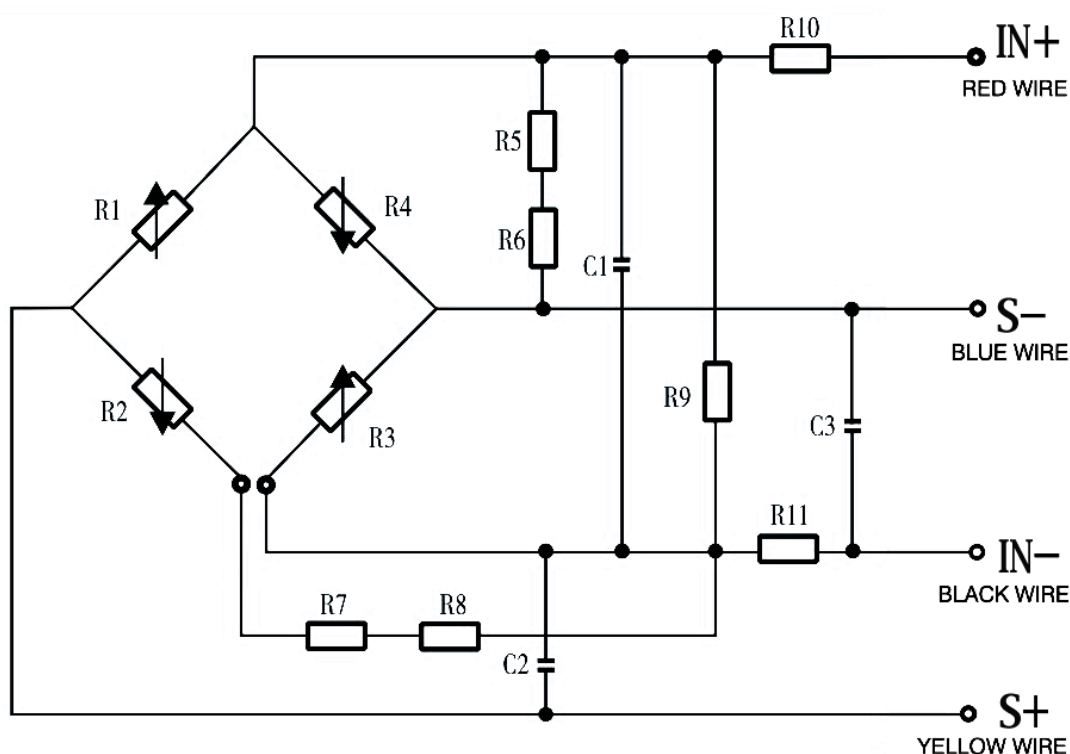 R10
IN+
RED WIRE
R5
R1
R4
R6
C1
S−
BLUE WIRE
R9
R2
R3
C3
R11
IN−
BLACK WIRE
R7
R8
C2
S+
YELLOW WIRE